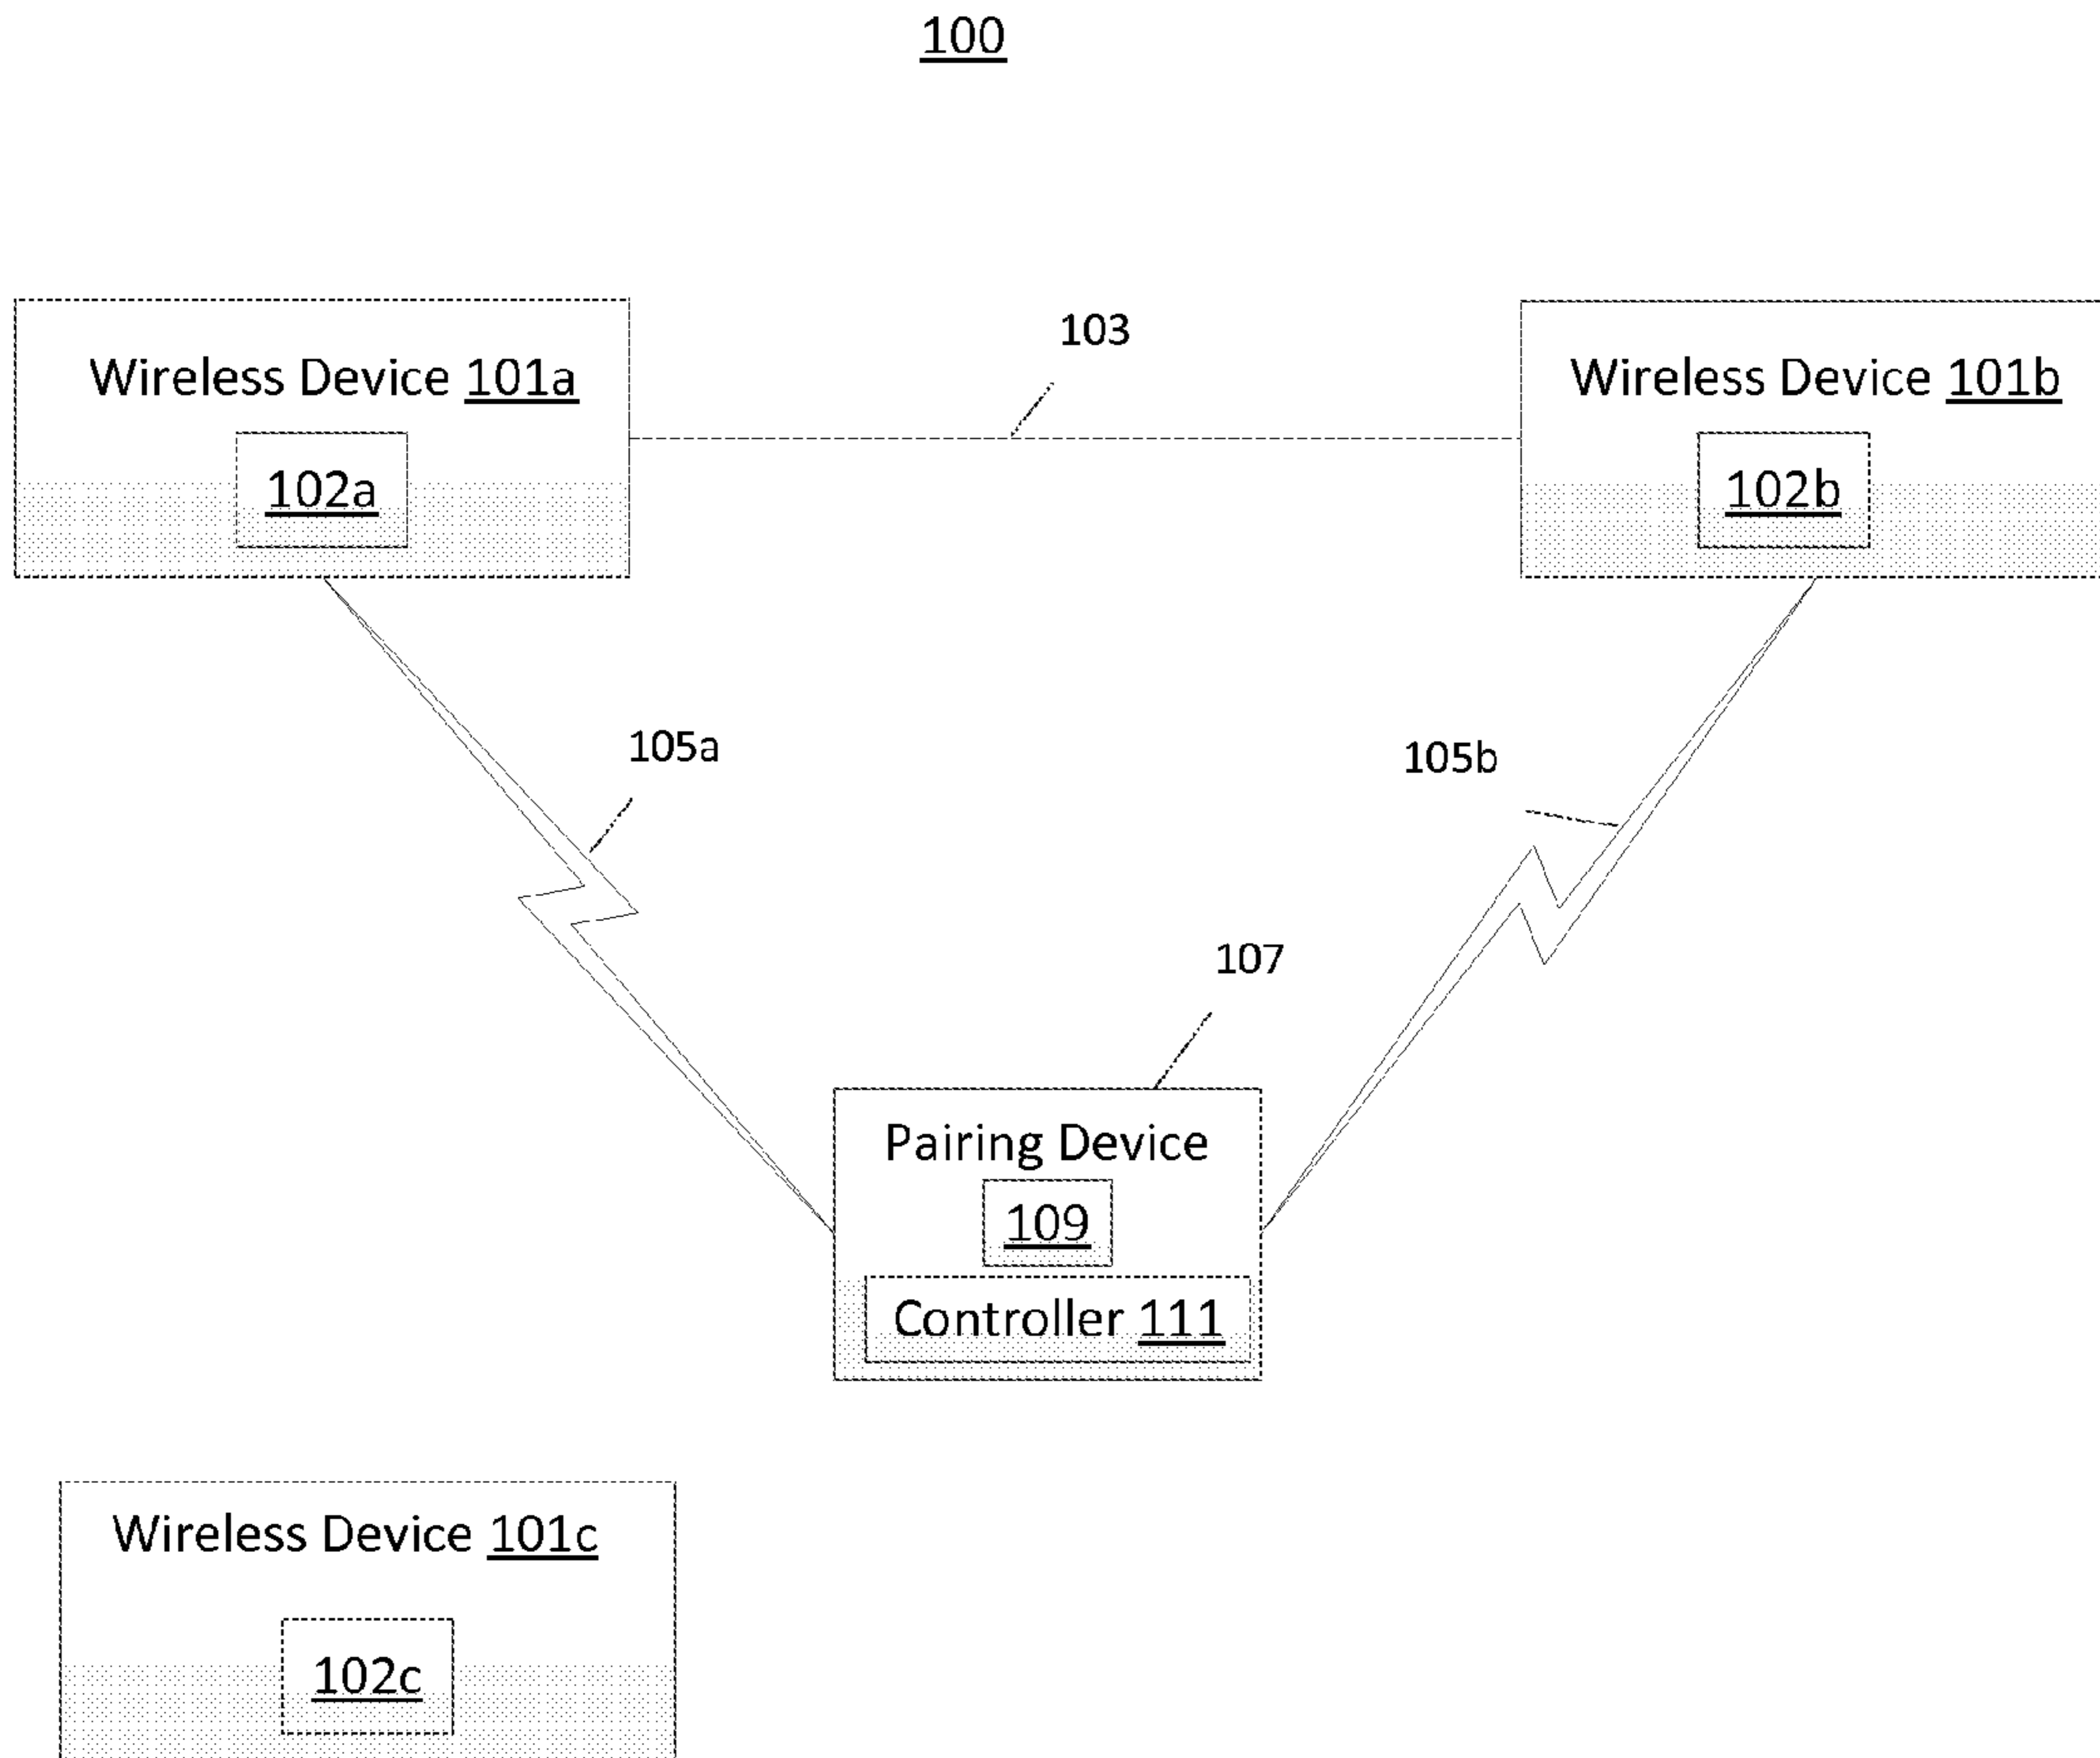 100
103
Wireless Device 101a
Wireless Device 101b
102a
102b
105a
105b
107
Pairing Device
109
Controller 111
Wireless Device 101c
102c